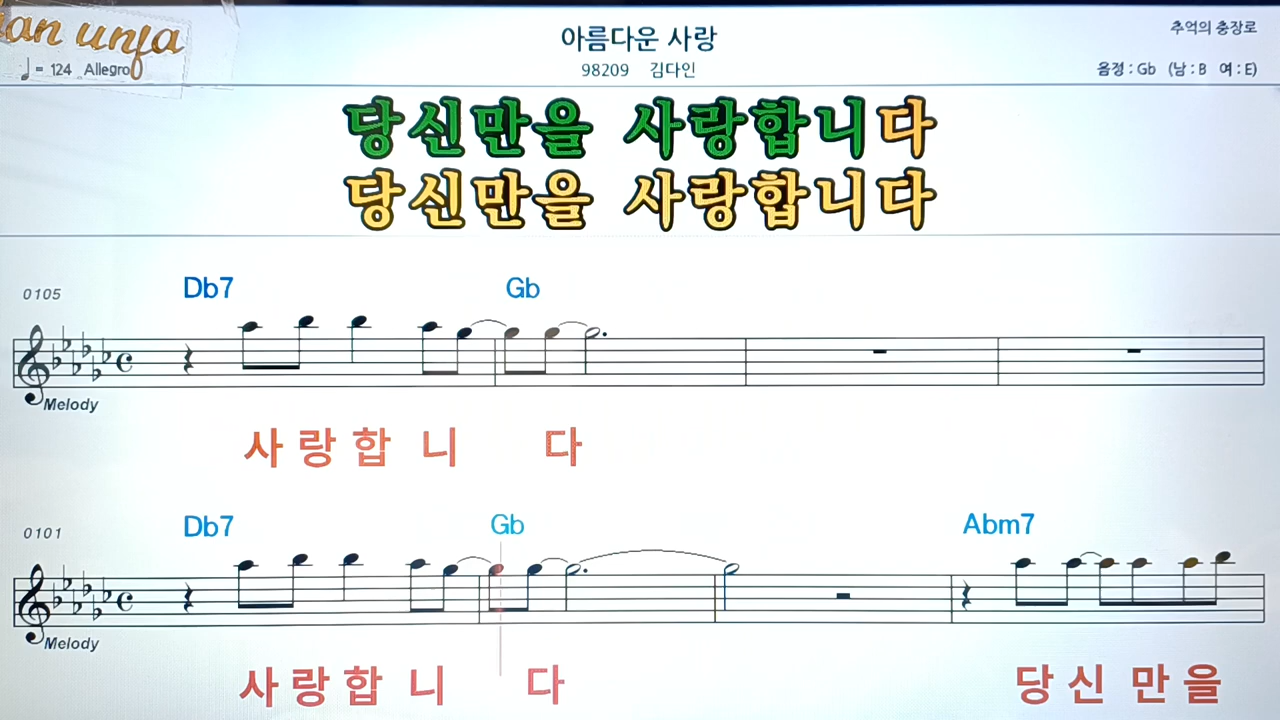 an unfa
아름다운 사랑
추억의 충장로
♩= 124 Allegro
98209 김다인
음정 : Gb (남 : B 여 : E)
당신만을 사랑합니다
당신만을 사랑합니다
0105
Db7 Gb
Melody
사 랑 합 니 다
0101
Db7 Gb Abm7
Melody
사 랑 합 니 다 당 신 만 을